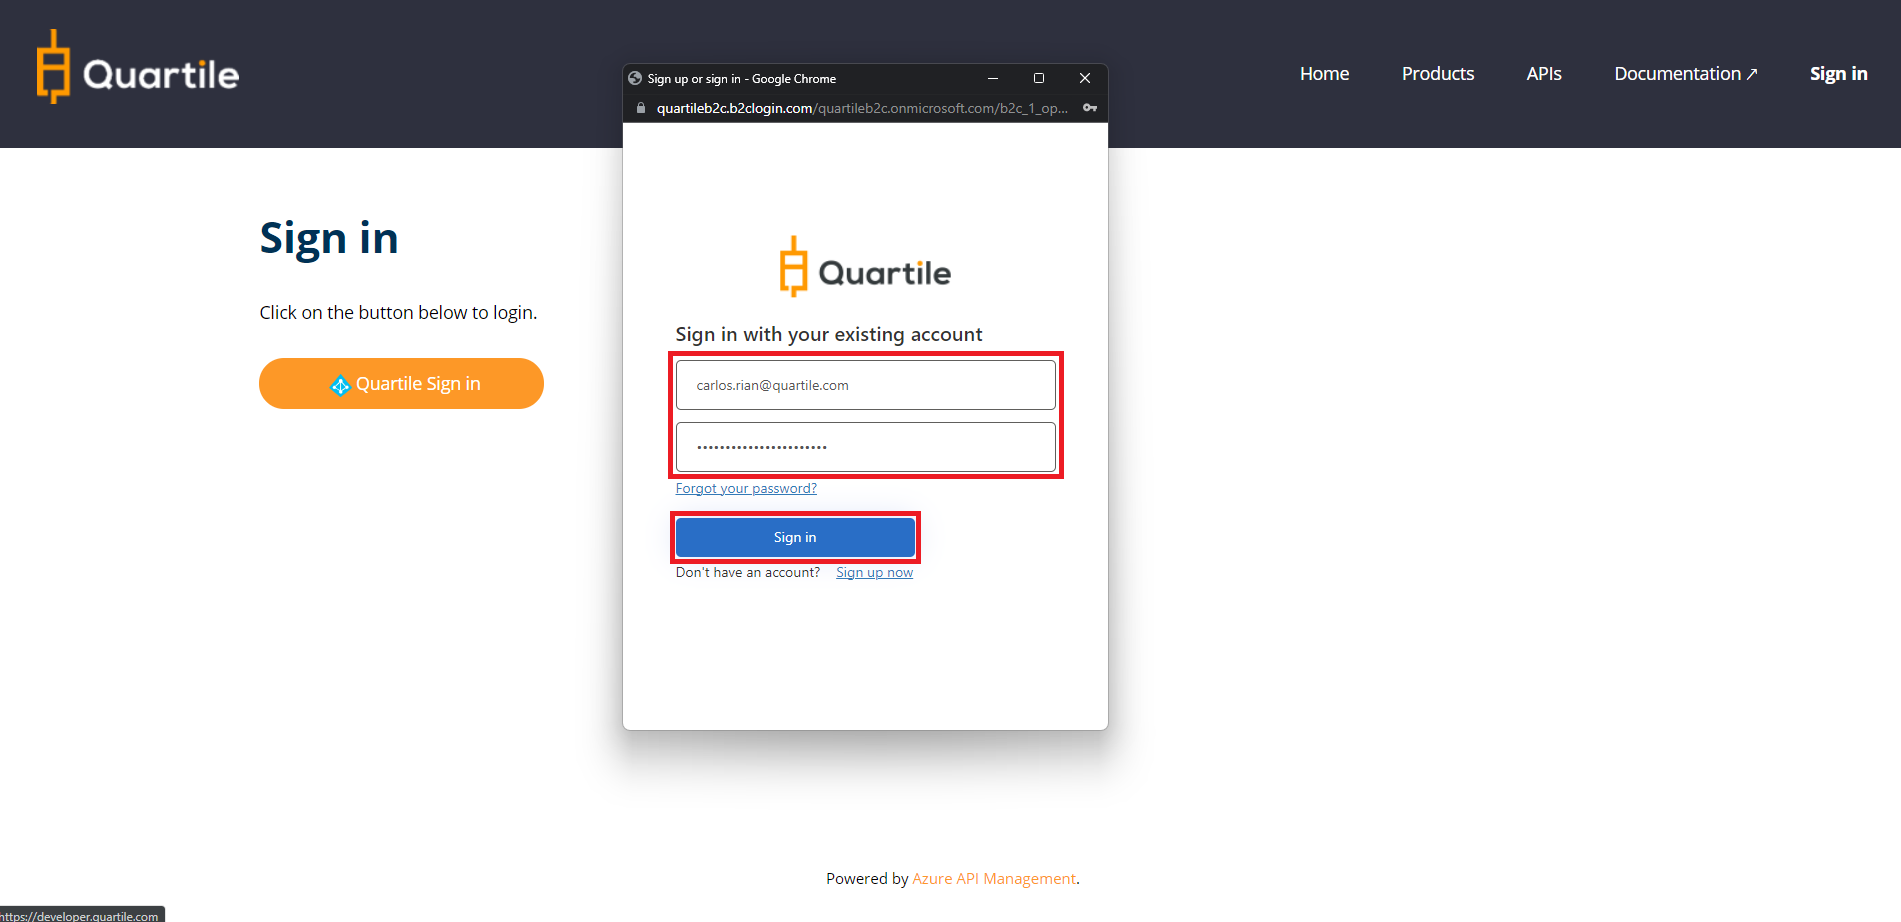 Quartile
Home
Products
APIs
Documentation ↗
Sign in
Sign up or sign in - Google Chrome
quartileb2c.b2clogin.com/quartileb2c.onmicrosoft.com/b2c_1_op...
Sign in
Click on the button below to login.
Quartile Sign in
Quartile
Sign in with your existing account
carlos.rian@quartile.com
Forgot your password?
Sign in
Don't have an account? Sign up now
Powered by Azure API Management.
https://developer.quartile.com